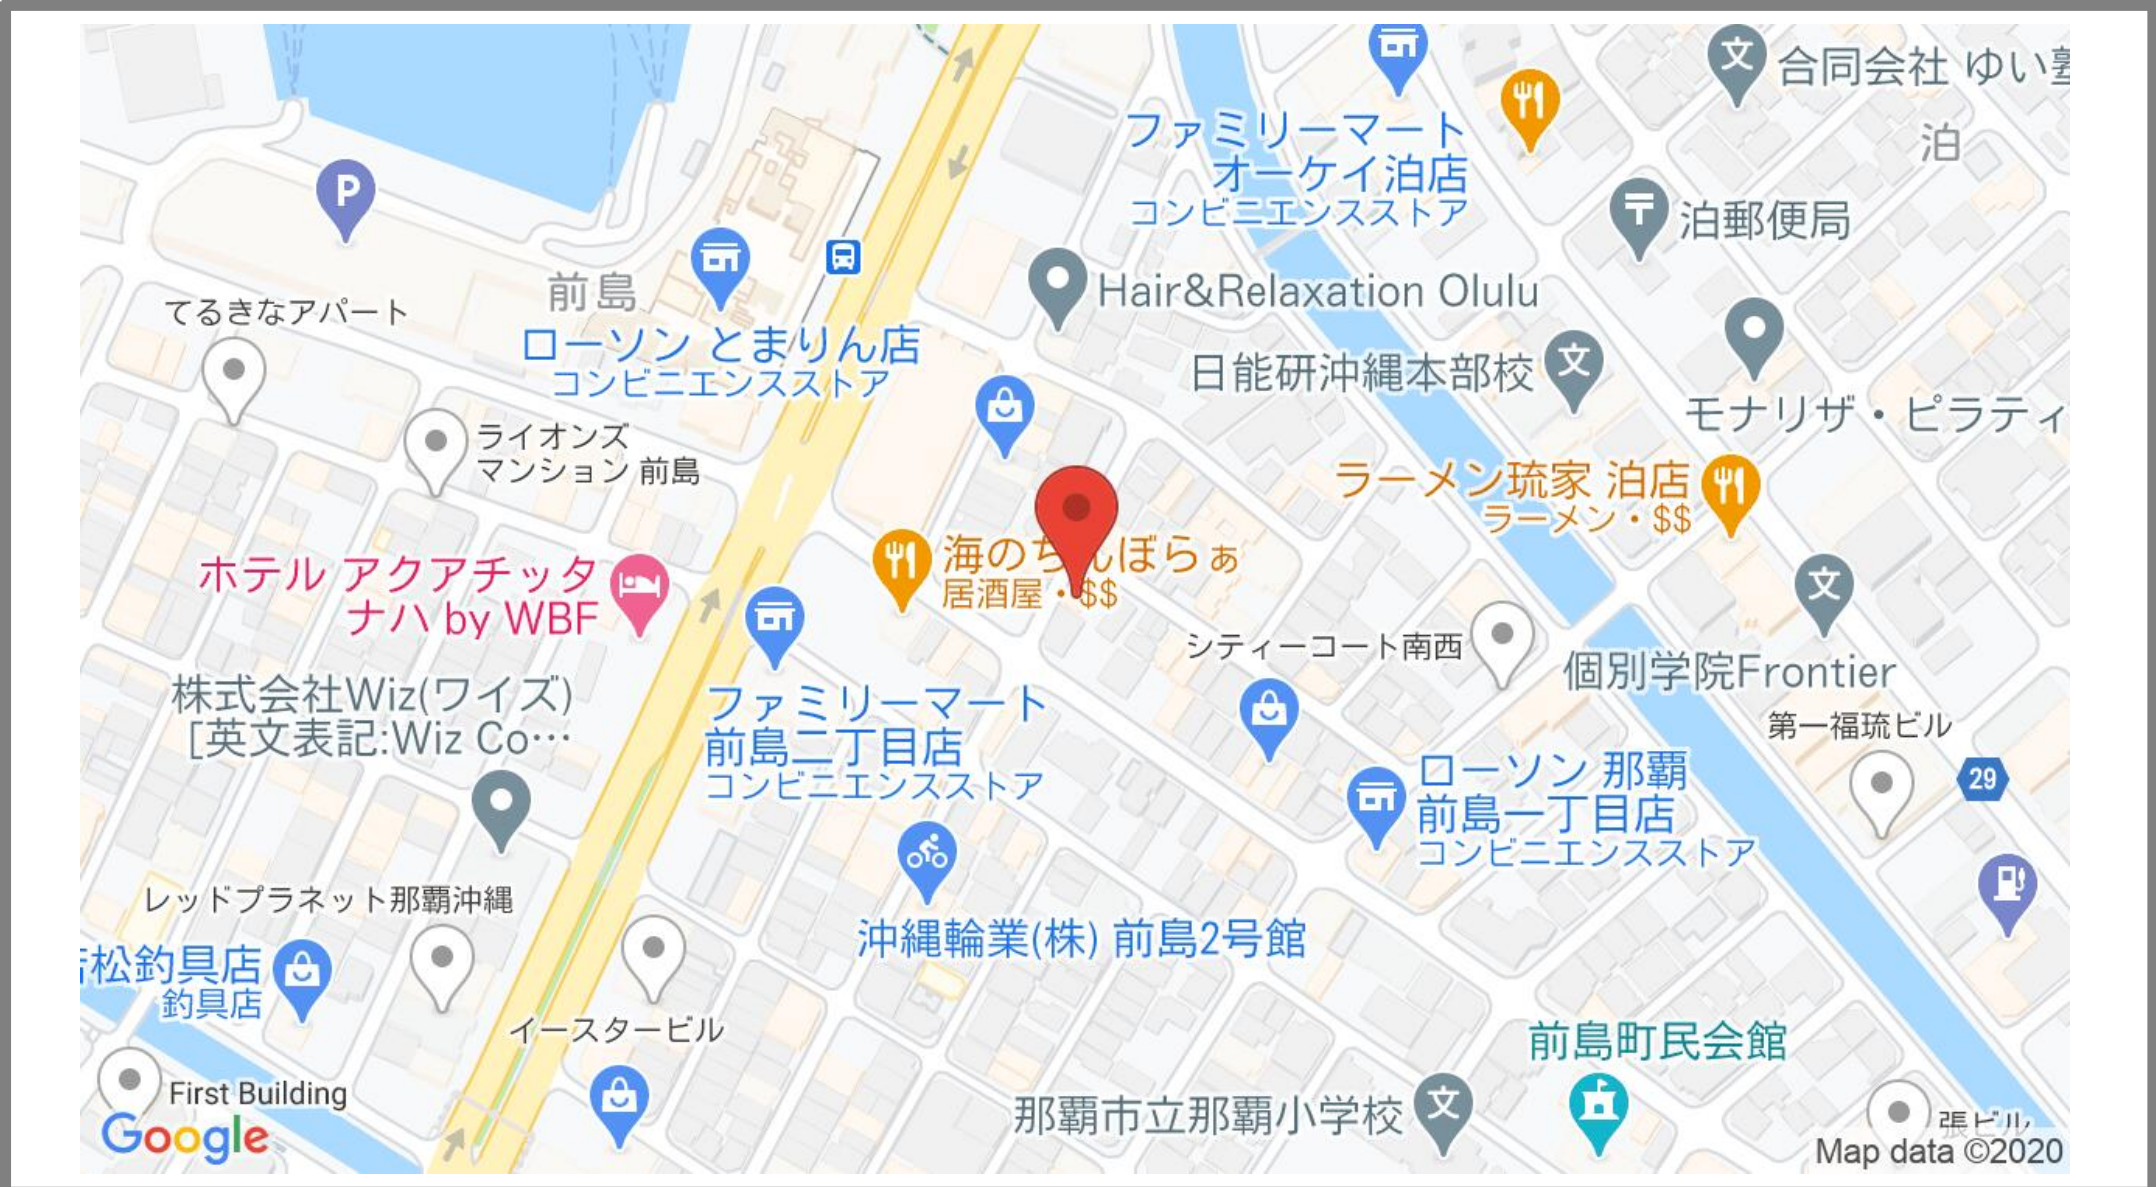 合同会社 ゆい塾
泊
ファミリーマート
オーケイ泊店
コンビニエンスストア
P
〒
泊郵便局
前島
Hair&Relaxation Olulu
てるきなアパート
ローソン とまりん店
コンビニエンスストア
日能研沖縄本部校
文
モナリザ・ピラティ
ライオンズ
マンション 前島
ラーメン琉家 泊店
ラーメン・$$
海のち ぼらぁ
居酒屋・$$
ホテル アクアチッタ
ナハ by WBF
文
シティーコート南西
個別学院Frontier
株式会社Wiz(ワイズ)
[英文表記:Wiz Co…
ファミリーマート
前島二丁目店
コンビニエンスストア
第一福琉ビル
29
ローソン 那覇
前島一丁目店
コンビニエンスストア
レッドプラネット那覇沖縄
沖縄輪業(株) 前島2号館
松釣具店
釣具店
イースタービル
前島町民会館
First Building
那覇市立那覇小学校
文
張ビル
Google
Map data ©2020
文